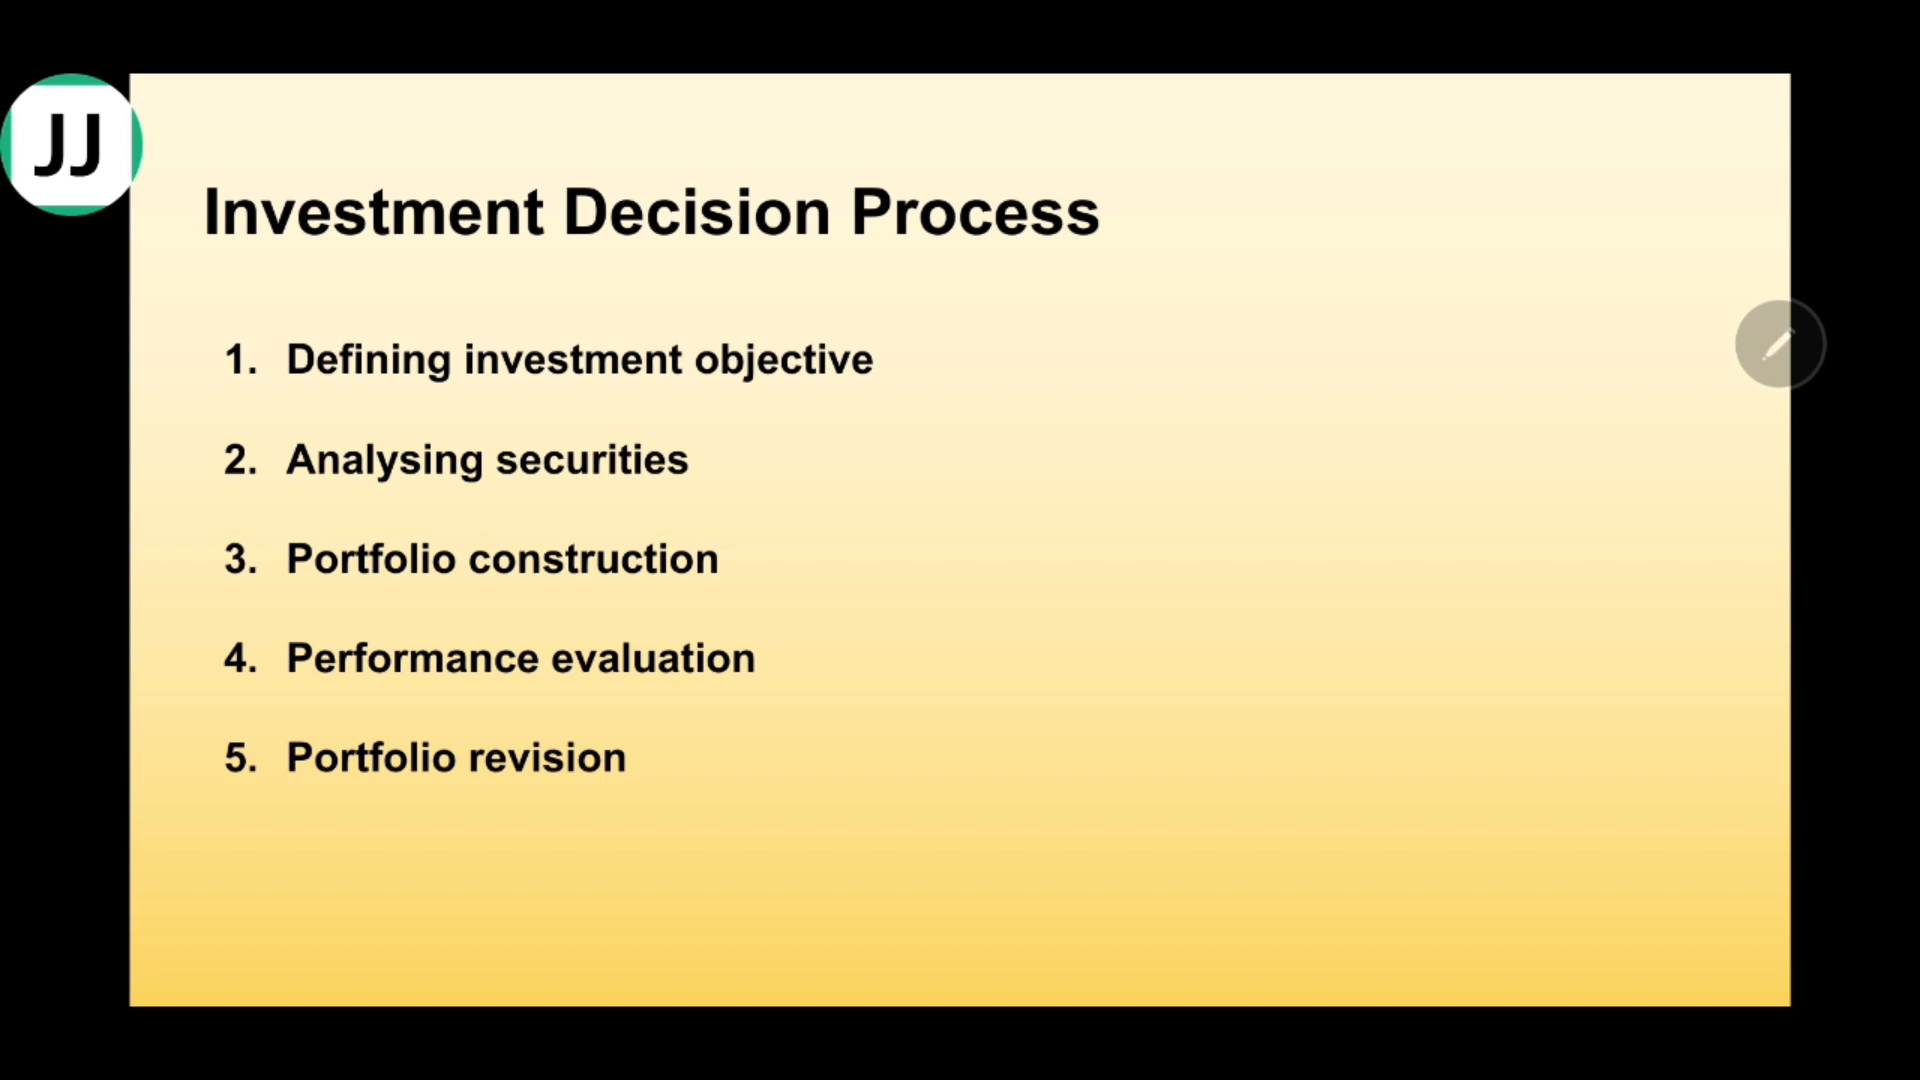 JJ
Investment Decision Process
1. Defining investment objective
2. Analysing securities
3. Portfolio construction
4. Performance evaluation
5. Portfolio revision